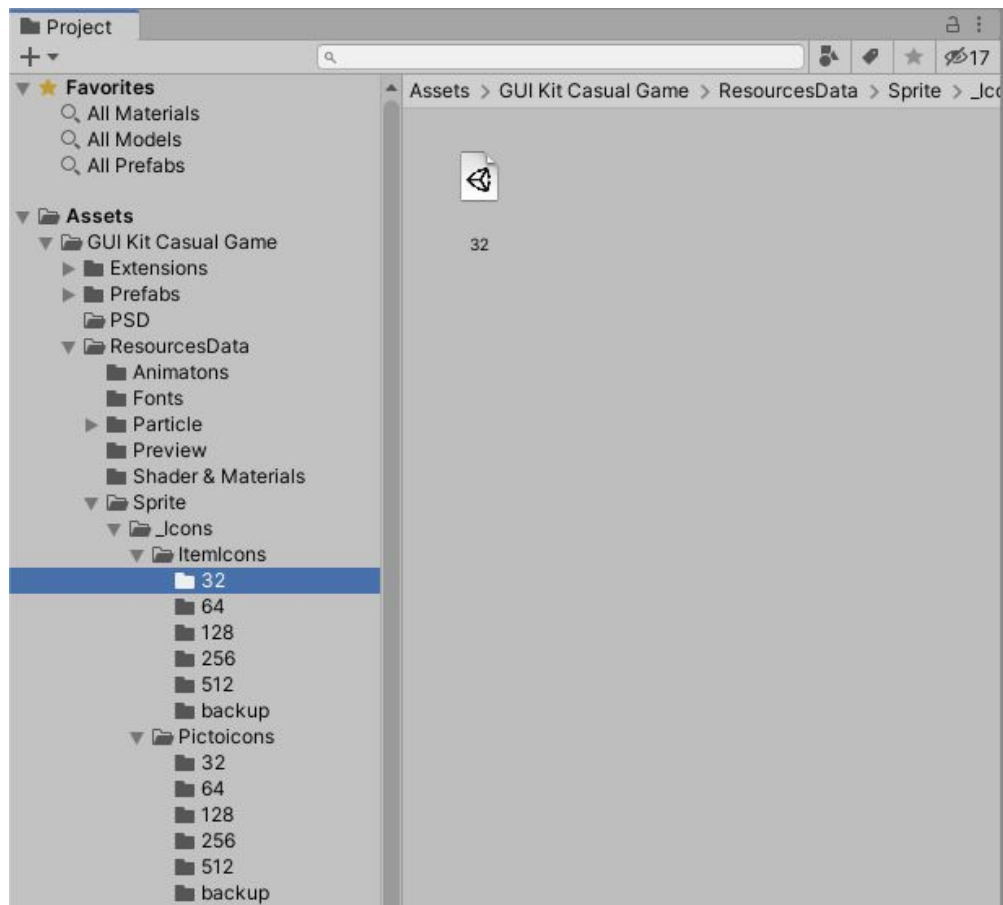 Project
17
Favorites
All Materials
All Models
All Prefabs
Assets
GUI Kit Casual Game
Extensions
Prefabs
PSD
ResourcesData
Animatons
Fonts
Particle
Preview
Shader & Materials
Sprite
_Icons
ItemIcons
32
64
128
256
512
backup
Pictoicons
32
64
128
256
512
backup
Assets > GUI Kit Casual Game > ResourcesData > Sprite > _Ico
32